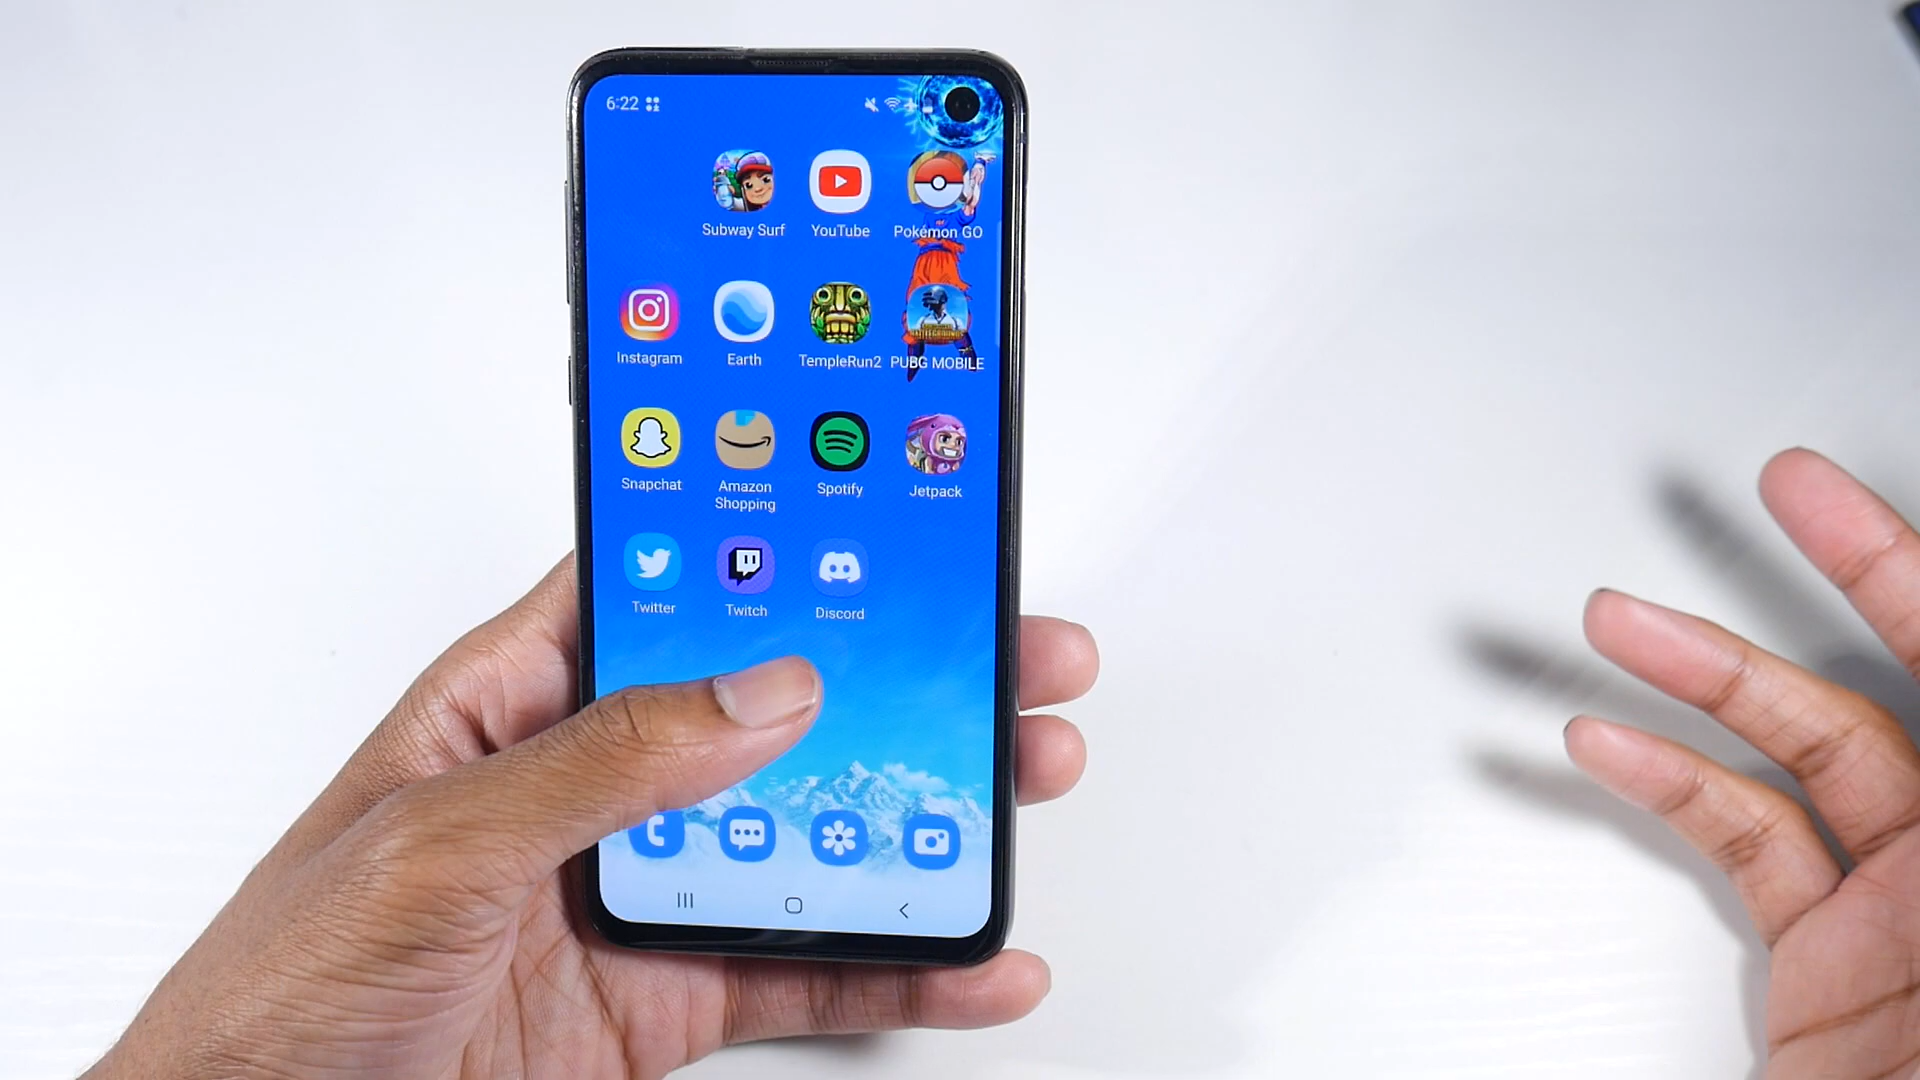 6:22
Subway Surf
YouTube
Pokémon GO
Instagram
Earth
TempleRun2
PUBG MOBILE
Snapchat
Amazon
Shopping
Spotify
Jetpack
Twitter
Twitch
Discord